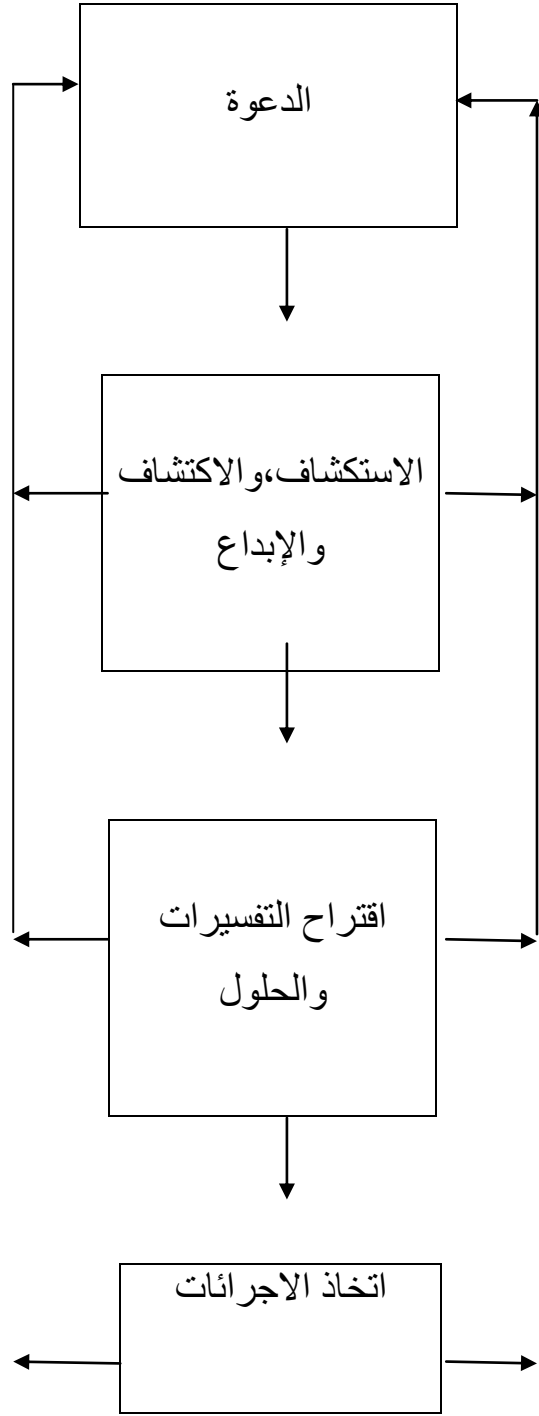 الدعوة
الاستكشاف،والاكتشاف
والإبداع
اقتراح التفسيرات
والحلول
اتخاذ الاجرائات